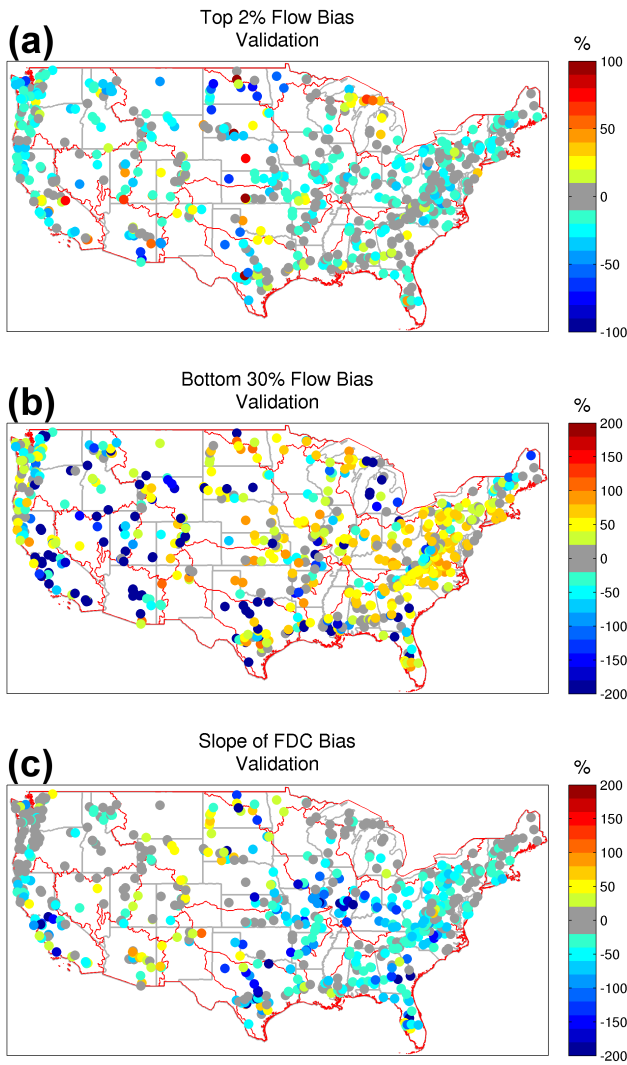 (a)
Top 2% Flow Bias
Validation
%
100
50
0
-50
-100
(b)
Bottom 30% Flow Bias
Validation
%
200
150
100
50
0
-50
-100
-150
-200
(c)
Slope of FDC Bias
Validation
%
200
150
100
50
0
-50
-100
-150
-200